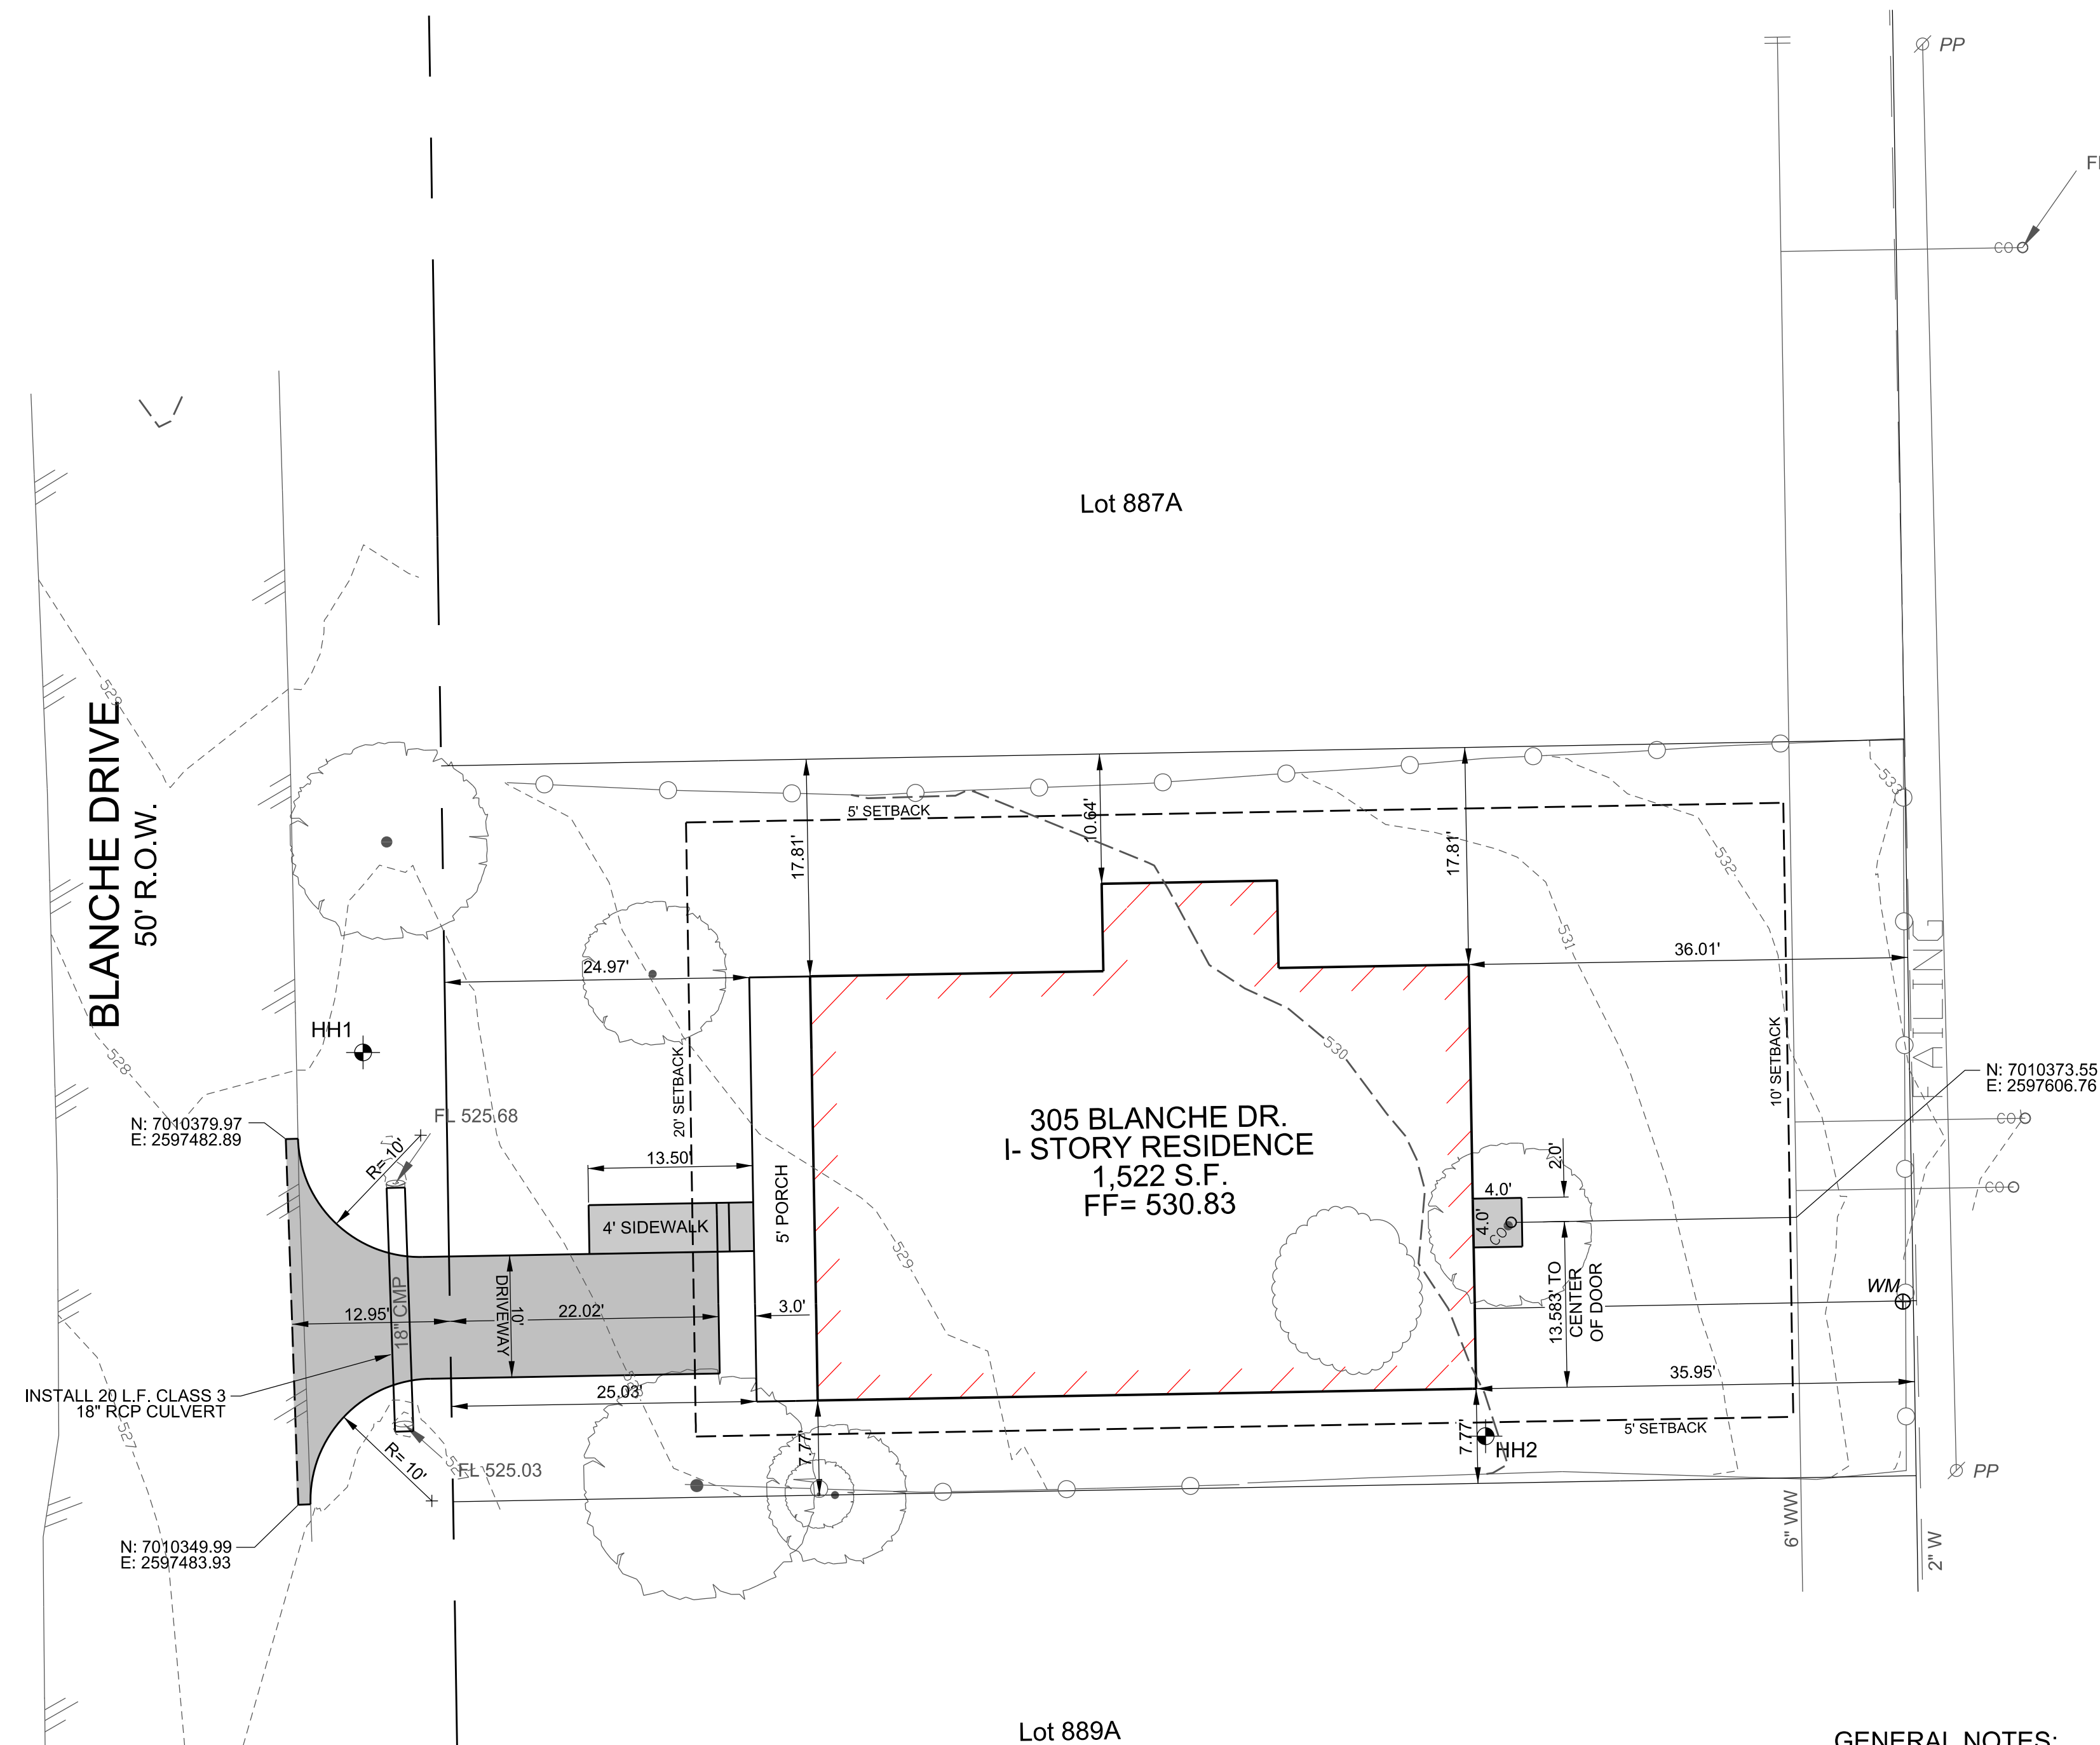 PP
CO
Lot 887A
BLANCHE DRIVE
50' R.O.W.
529
533
5' SETBACK
10.64'
17.81'
17.81'
532
531
24.97'
36.01'
HH1
530
528
20' SETBACK
10' SETBACK
N: 7010373.55
E: 2597606.76
N: 7010379.97
E: 2597482.89
FL 525.68
R= 10'
13.50'
305 BLANCHE DR.
I- STORY RESIDENCE
1,522 S.F.
FF= 530.83
2.0'
4.0'
4.0'
CO
CO
CO
5' PORCH
4' SIDEWALK
529
WM
13.583' TO
CENTER
OF DOOR
12.95'
18" CMP
10'
DRIVEWAY
22.02'
3.0'
35.95'
25.03'
INSTALL 20 L.F. CLASS 3
18" RCP CULVERT
5' SETBACK
7.77'
7.77'
HH2
R= 10'
FL 525.03
527
PP
6" WW
2" W
N: 7010349.99
E: 2597483.93
Lot 889A
GENERAL NOTES: